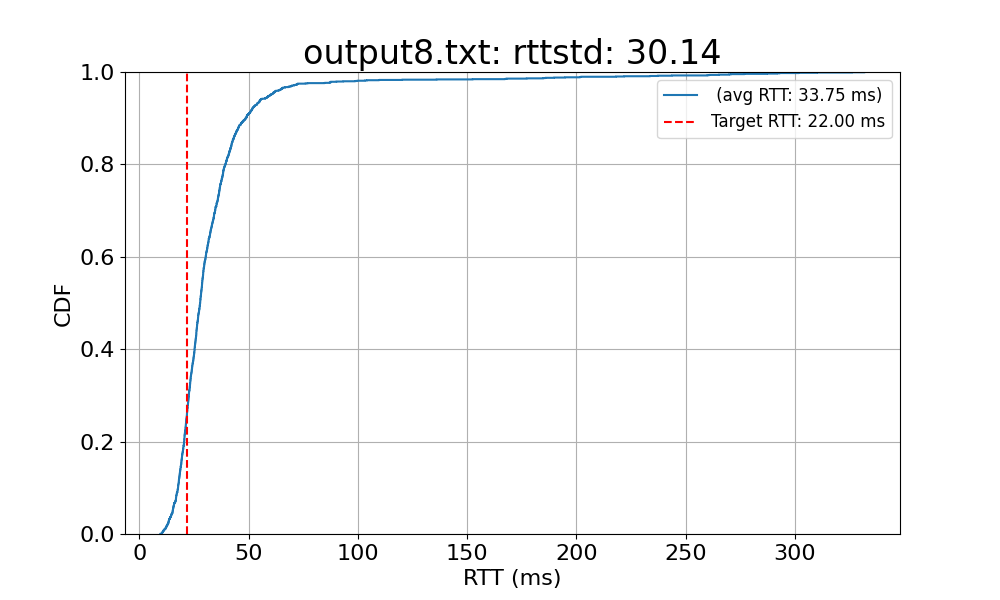 output8.txt: rttstd: 30.14
(avg RTT: 33.75 ms)
Target RTT: 22.00 ms
1.0
0.8
0.6
0.4
0.2
0.0
CDF
0 50 100 150 200 250 300
RTT (ms)